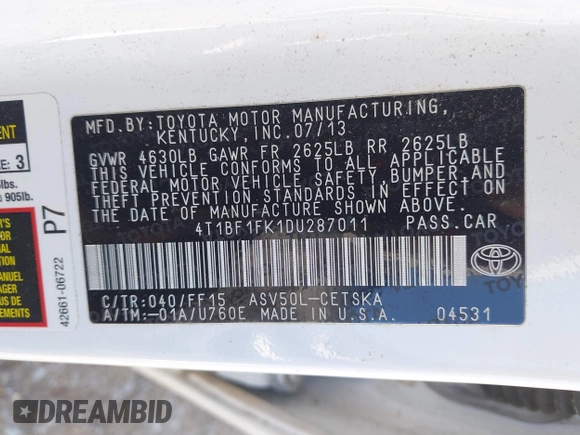 MFD.BY:TOYOTA MOTOR MANUFACTURING,
KENTUCKY,INC.07/13
GVWR 4630LB GAWR FR 2625LB RR 2625LB
THIS VEHICLE CONFORMS TO ALL APPLICABLE
FEDERAL MOTOR VEHICLE SAFETY, BUMPER AND
THEFT PREVENTION STANDARDS IN EFFECT ON
THE DATE OF MANUFACTURE SHOWN ABOVE.
4T1BF1FK1DU287011 PASS.CAR
C/TR:040/FF15 ASV50L-CETSKA
A/TM:-01A/U760E MADE IN U.S.A. 04531
P7
42661-06722
E: 3
lbs.
905lb.
DREAMBID